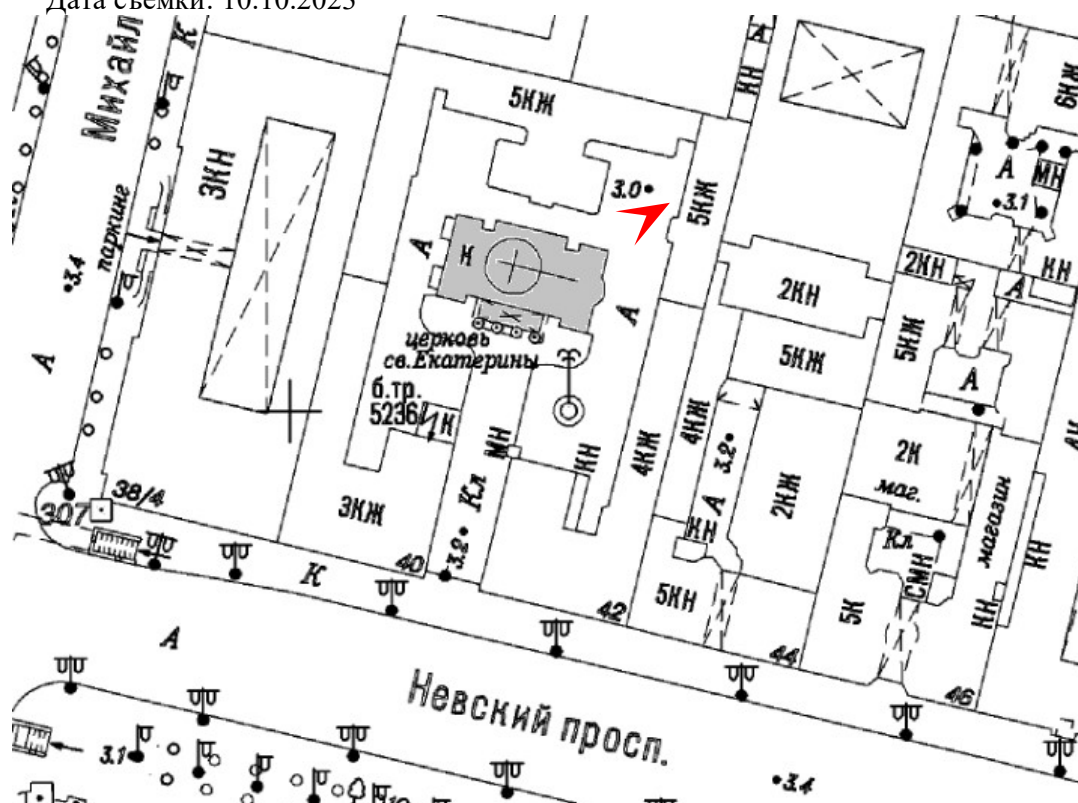 Дата съемки: 10.10.2023
Михайл
К
А
КН
5КЖ
КН
6КЖ
3КН
3.0
5КЖ
А
МН
3.1
паркинг
А
К
3.4
2КН
А
КН
2КН
А
церковь
св.Екатерины
5КЖ
5КЖ
А
А
б.тр.
5236
К
МН
КН
4КЖ
4КЖ
3.2
А
2КЖ
2К
маг.
магазин
4К
38/4
307
3КЖ
Кл
3.2
КН
Кл
СМН
КН
КН
40
К
42
5КН
44
5К
46
А
Невский просп.
3.1
3.4